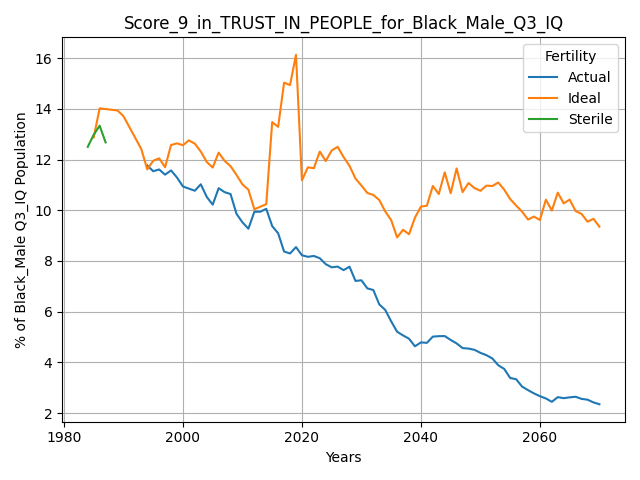 Score_9_in_TRUST_IN_PEOPLE_for_Black_Male_Q3_IQ
% of Black_Male Q3_IQ Population
16
14
12
10
8
6
4
2
Fertility
Actual
Ideal
Sterile
1980
2000
2020
2040
2060
Years